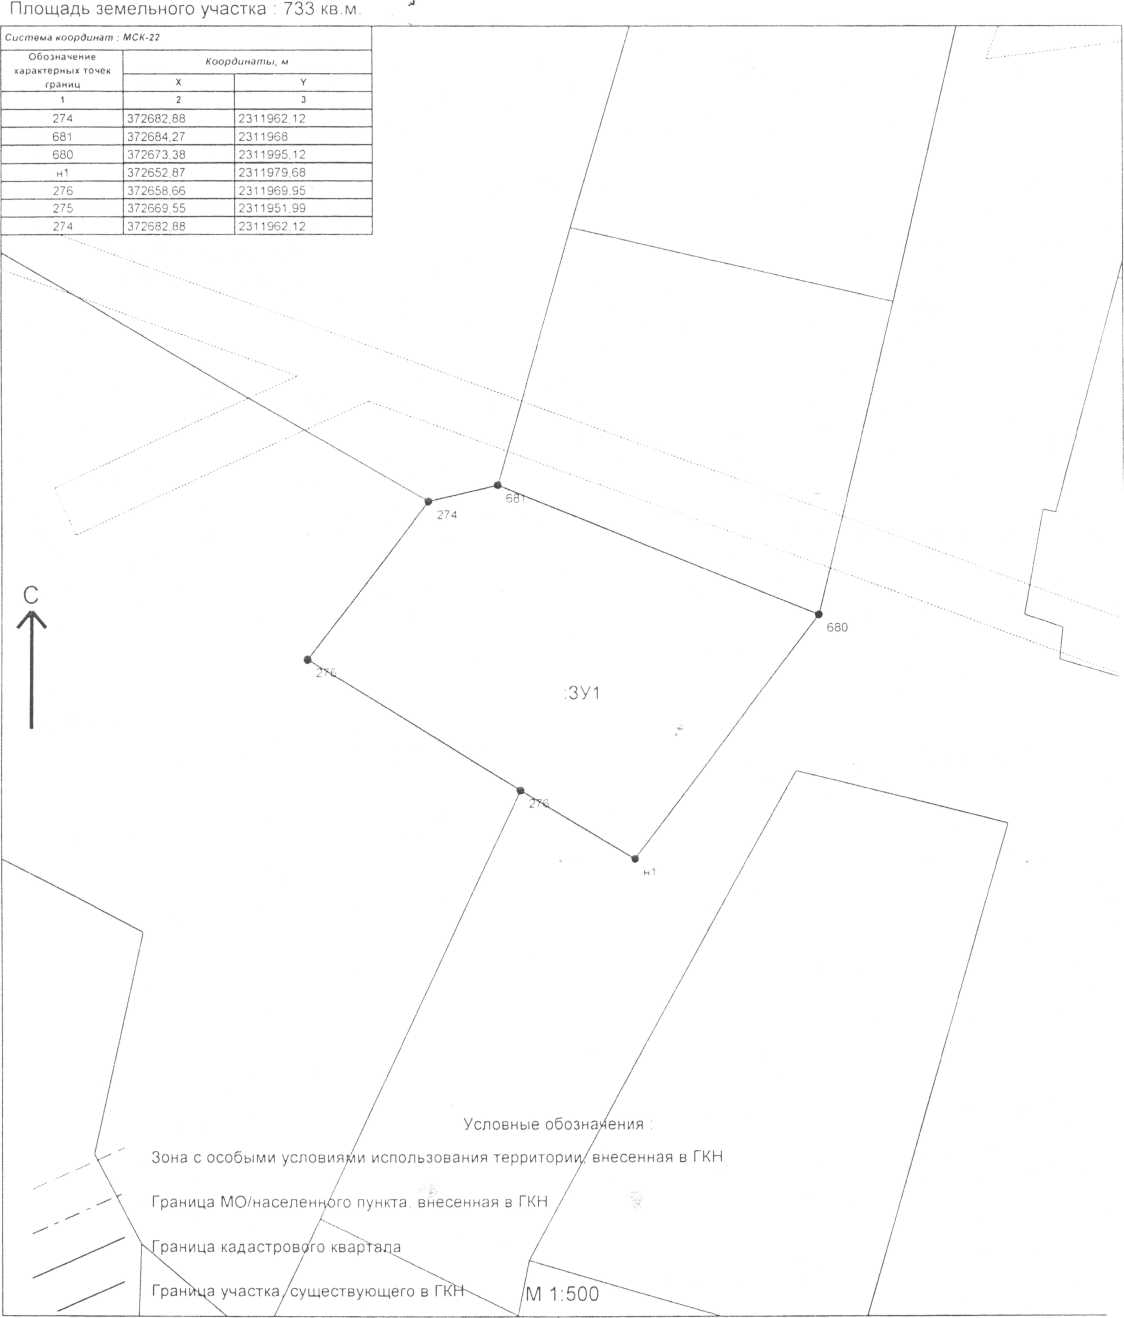 Площадь земельного участка : 733 кв.м.
Система координат : МСК-22
Обозначение характерных точек границ
Координаты, м
X Y
1 2 3
274 372682,88 2311962,12
681 372684,27 2311968
680 372673,38 2311995,12
н1 372652,87 2311979,68
276 372658,66 2311969,95
275 372669,55 2311951,99
274 372682,88 2311962,12
681
274
С
680
:ЗУ1
н1
Условные обозначения :
Зона с особыми условиями использования территории, внесенная в ГКН
Граница МО/населенного пункта, внесенная в ГКН
Граница кадастрового квартала
Граница участка, существующего в ГКН
М 1:500